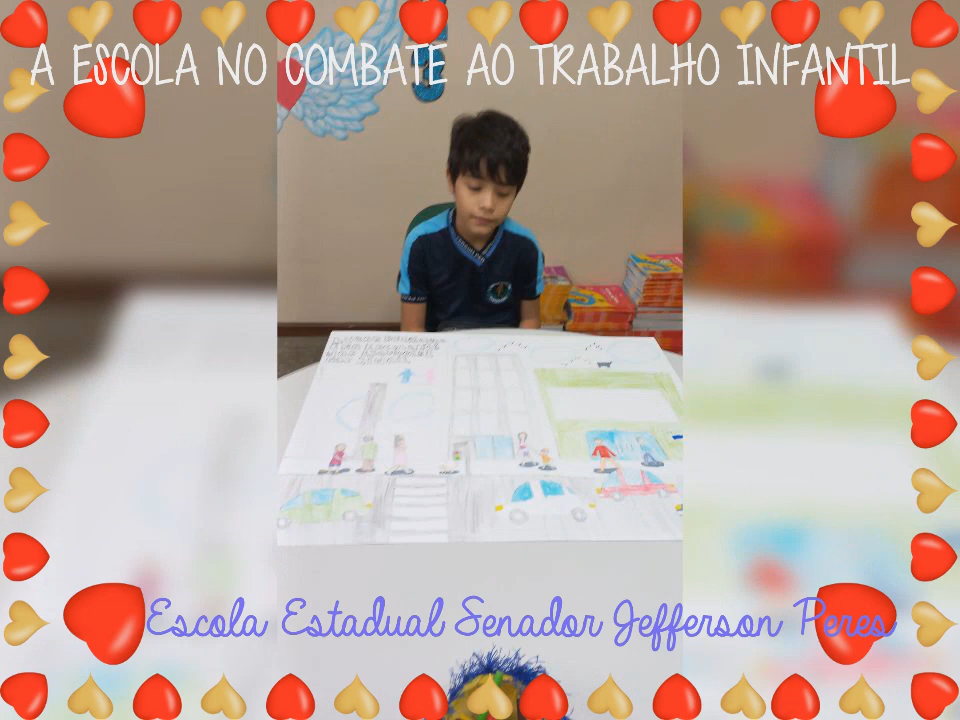 A ESCOLA NO COMBATE AO TRABALHO INFANTIL
Escola Estadual Senador Jefferson Peres